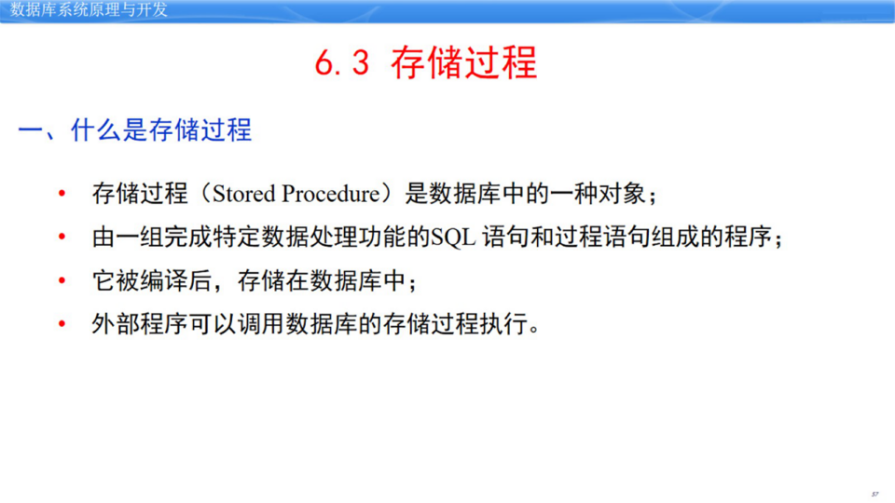 数据库系统原理与开发
6.3 存储过程
一、什么是存储过程
• 存储过程（Stored Procedure）是数据库中的一种对象；
• 由一组完成特定数据处理功能的SQL 语句和过程语句组成的程序；
• 它被编译后，存储在数据库中；
• 外部程序可以调用数据库的存储过程执行。